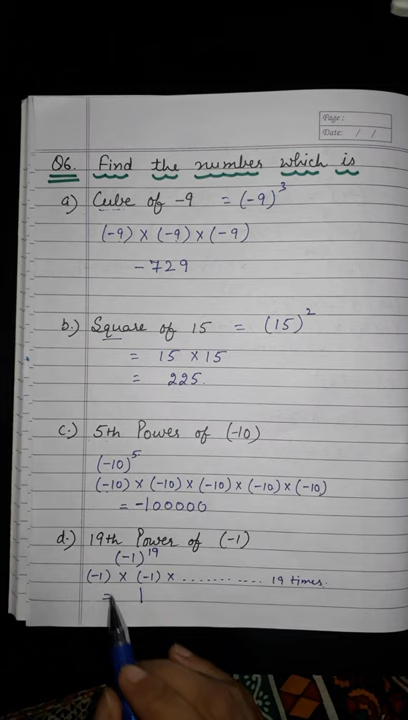 Page:
Date: / /
Q6. Find the number which is
a) Cube of -9 = (-9)³
(-9) × (-9) × (-9)
-729
b.) Square of 15 = (15)²
= 15 × 15
= 225.
c.) 5th Power of (-10)
(-10)⁵
(-10) × (-10) × (-10) × (-10) × (-10)
= -100000
d.) 19th Power of (-1)
(-1)¹⁹
(-1) × (-1) × ............. 19 times.
= 1